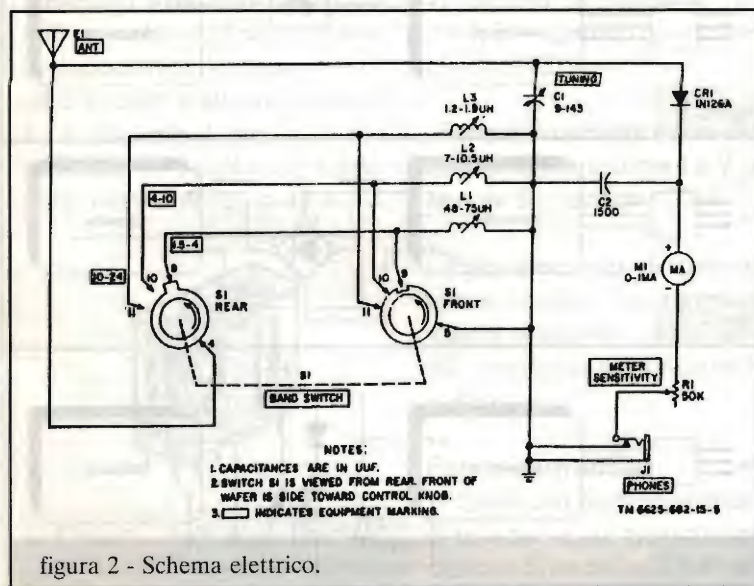 E1
ANT
TUNING
C1
9-143
CR1
1N126A
L3
1.2-1.9UH
L2
7-10.5UH
L1
48-75UH
C2
1500
4-10
1.5-4
10-24
9
10
11
S1
REAR
4
9
10
11
S1
FRONT
5
S1
BAND SWITCH
+
M1
0-1MA
MA
-
METER
SENSITIVITY
R1
50K
J1
PHONES
NOTES:
1. CAPACITANCES ARE IN UUF.
2. SWITCH S1 IS VIEWED FROM REAR. FRONT OF
WAFER IS SIDE TOWARD CONTROL KNOB.
3. INDICATES EQUIPMENT MARKING.
TM 6625-682-15-5
figura 2 - Schema elettrico.